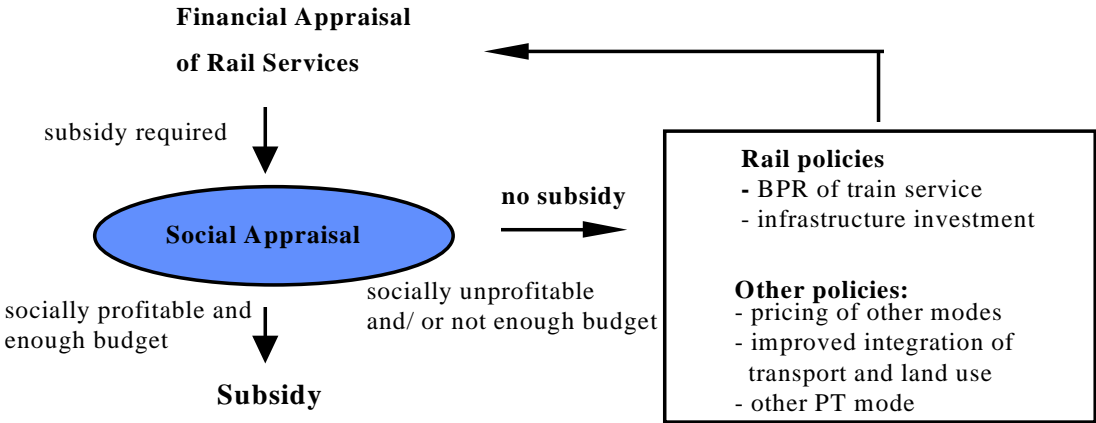 Financial Appraisal
of Rail Services
subsidy required
Social Appraisal
no subsidy
socially profitable and
enough budget
socially unprofitable
and/ or not enough budget
Subsidy
Rail policies
- BPR of train service
- infrastructure investment
Other policies:
- pricing of other modes
- improved integration of
transport and land use
- other PT mode